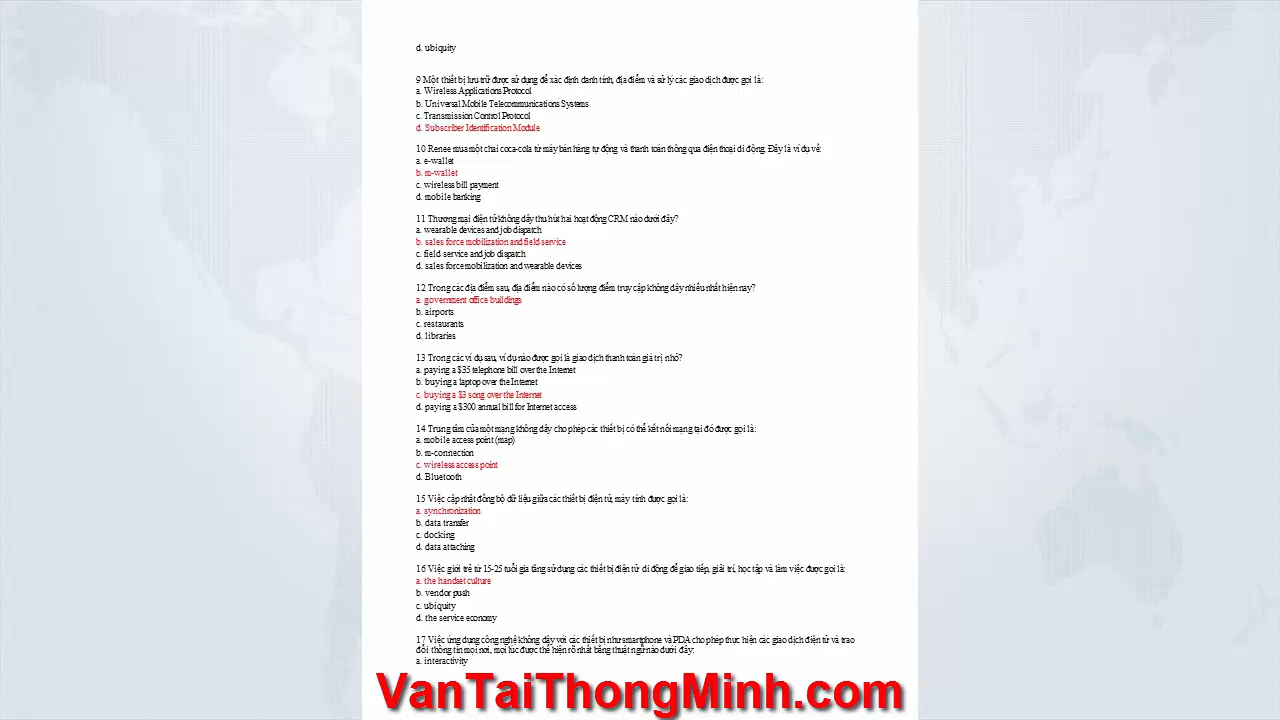 d. ubiquity
9 Một thiết bị lưu trữ được sử dụng để xác định danh tính, địa điểm và sử lý các giao dịch được gọi là:
a. Wireless Applications Protocol
b. Universal Mobile Telecommunications Systems
c. Transmission Control Protocol
d. Subscriber Identification Module
10 Renee mua một chai coca-cola từ máy bán hàng tự động và thanh toán thông qua điện thoại di động. Đây là ví dụ về:
a. e-wallet
b. m-wallet
c. wireless bill payment
d. mobile banking
11 Thương mại điện tử không dây thu hút hai hoạt động CRM nào dưới đây?
a. wearable devices and job dispatch
b. sales force mobilization and field service
c. field service and job dispatch
d. sales force mobilization and wearable devices
12 Trong các địa điểm sau, địa điểm nào có số lượng điểm truy cập không dây nhiều nhất hiện nay?
a. government office buildings
b. airports
c. restaurants
d. libraries
13 Trong các ví dụ sau, ví dụ nào được gọi là giao dịch thanh toán giá trị nhỏ?
a. paying a $35 telephone bill over the Internet
b. buying a laptop over the Internet
c. buying a $3 song over the Internet
d. paying a $300 annual bill for Internet access
14 Trung tâm của một mạng không dây cho phép các thiết bị có thể kết nối mạng tại đó được gọi là:
a. mobile access point (map)
b. m-connection
c. wireless access point
d. Bluetooth
15 Việc cập nhật đồng bộ dữ liệu giữa các thiết bị điện tử, máy tính được gọi là:
a. synchronization
b. data transfer
c. docking
d. data attaching
16 Việc giới trẻ từ 15-25 tuổi gia tăng sử dụng các thiết bị điện tử di động để giao tiếp, giải trí, học tập và làm việc được gọi là:
a. the handset culture
b. vendor push
c. ubiquity
d. the service economy
17 Việc ứng dụng công nghệ không dây với các thiết bị như smartphone và PDA cho phép thực hiện các giao dịch điện tử và trao
đổi thông tin mọi nơi, mọi lúc được thể hiện rõ nhất bằng thuật ngữ nào dưới đây:
a. interactivity
VanTaiThongMinh.com